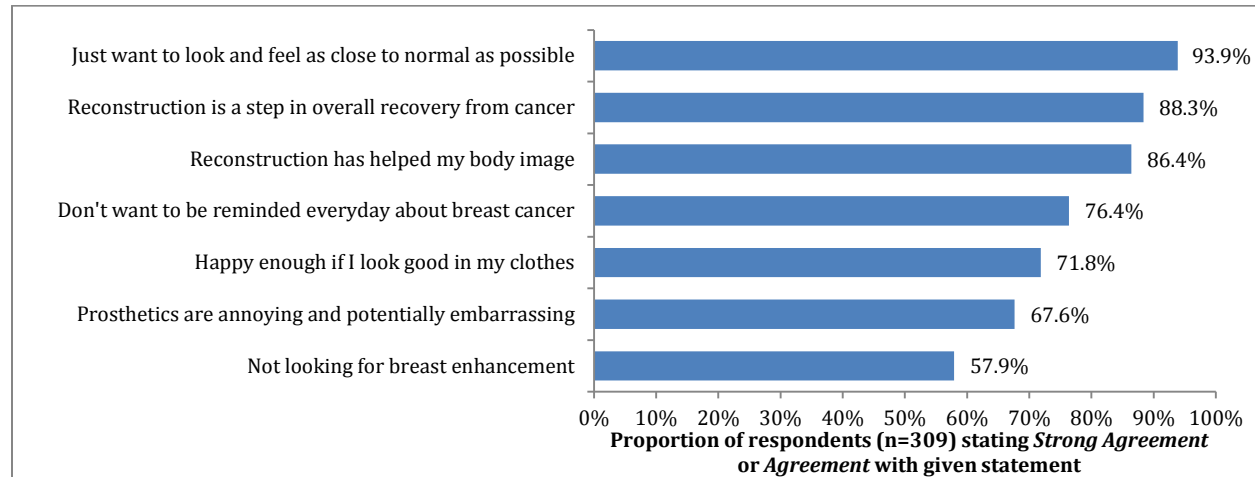 Just want to look and feel as close to normal as possible 93.9%
Reconstruction is a step in overall recovery from cancer 88.3%
Reconstruction has helped my body image 86.4%
Don't want to be reminded everyday about breast cancer 76.4%
Happy enough if I look good in my clothes 71.8%
Prosthetics are annoying and potentially embarrassing 67.6%
Not looking for breast enhancement 57.9%
0% 10% 20% 30% 40% 50% 60% 70% 80% 90% 100%
Proportion of respondents (n=309) stating Strong Agreement
or Agreement with given statement